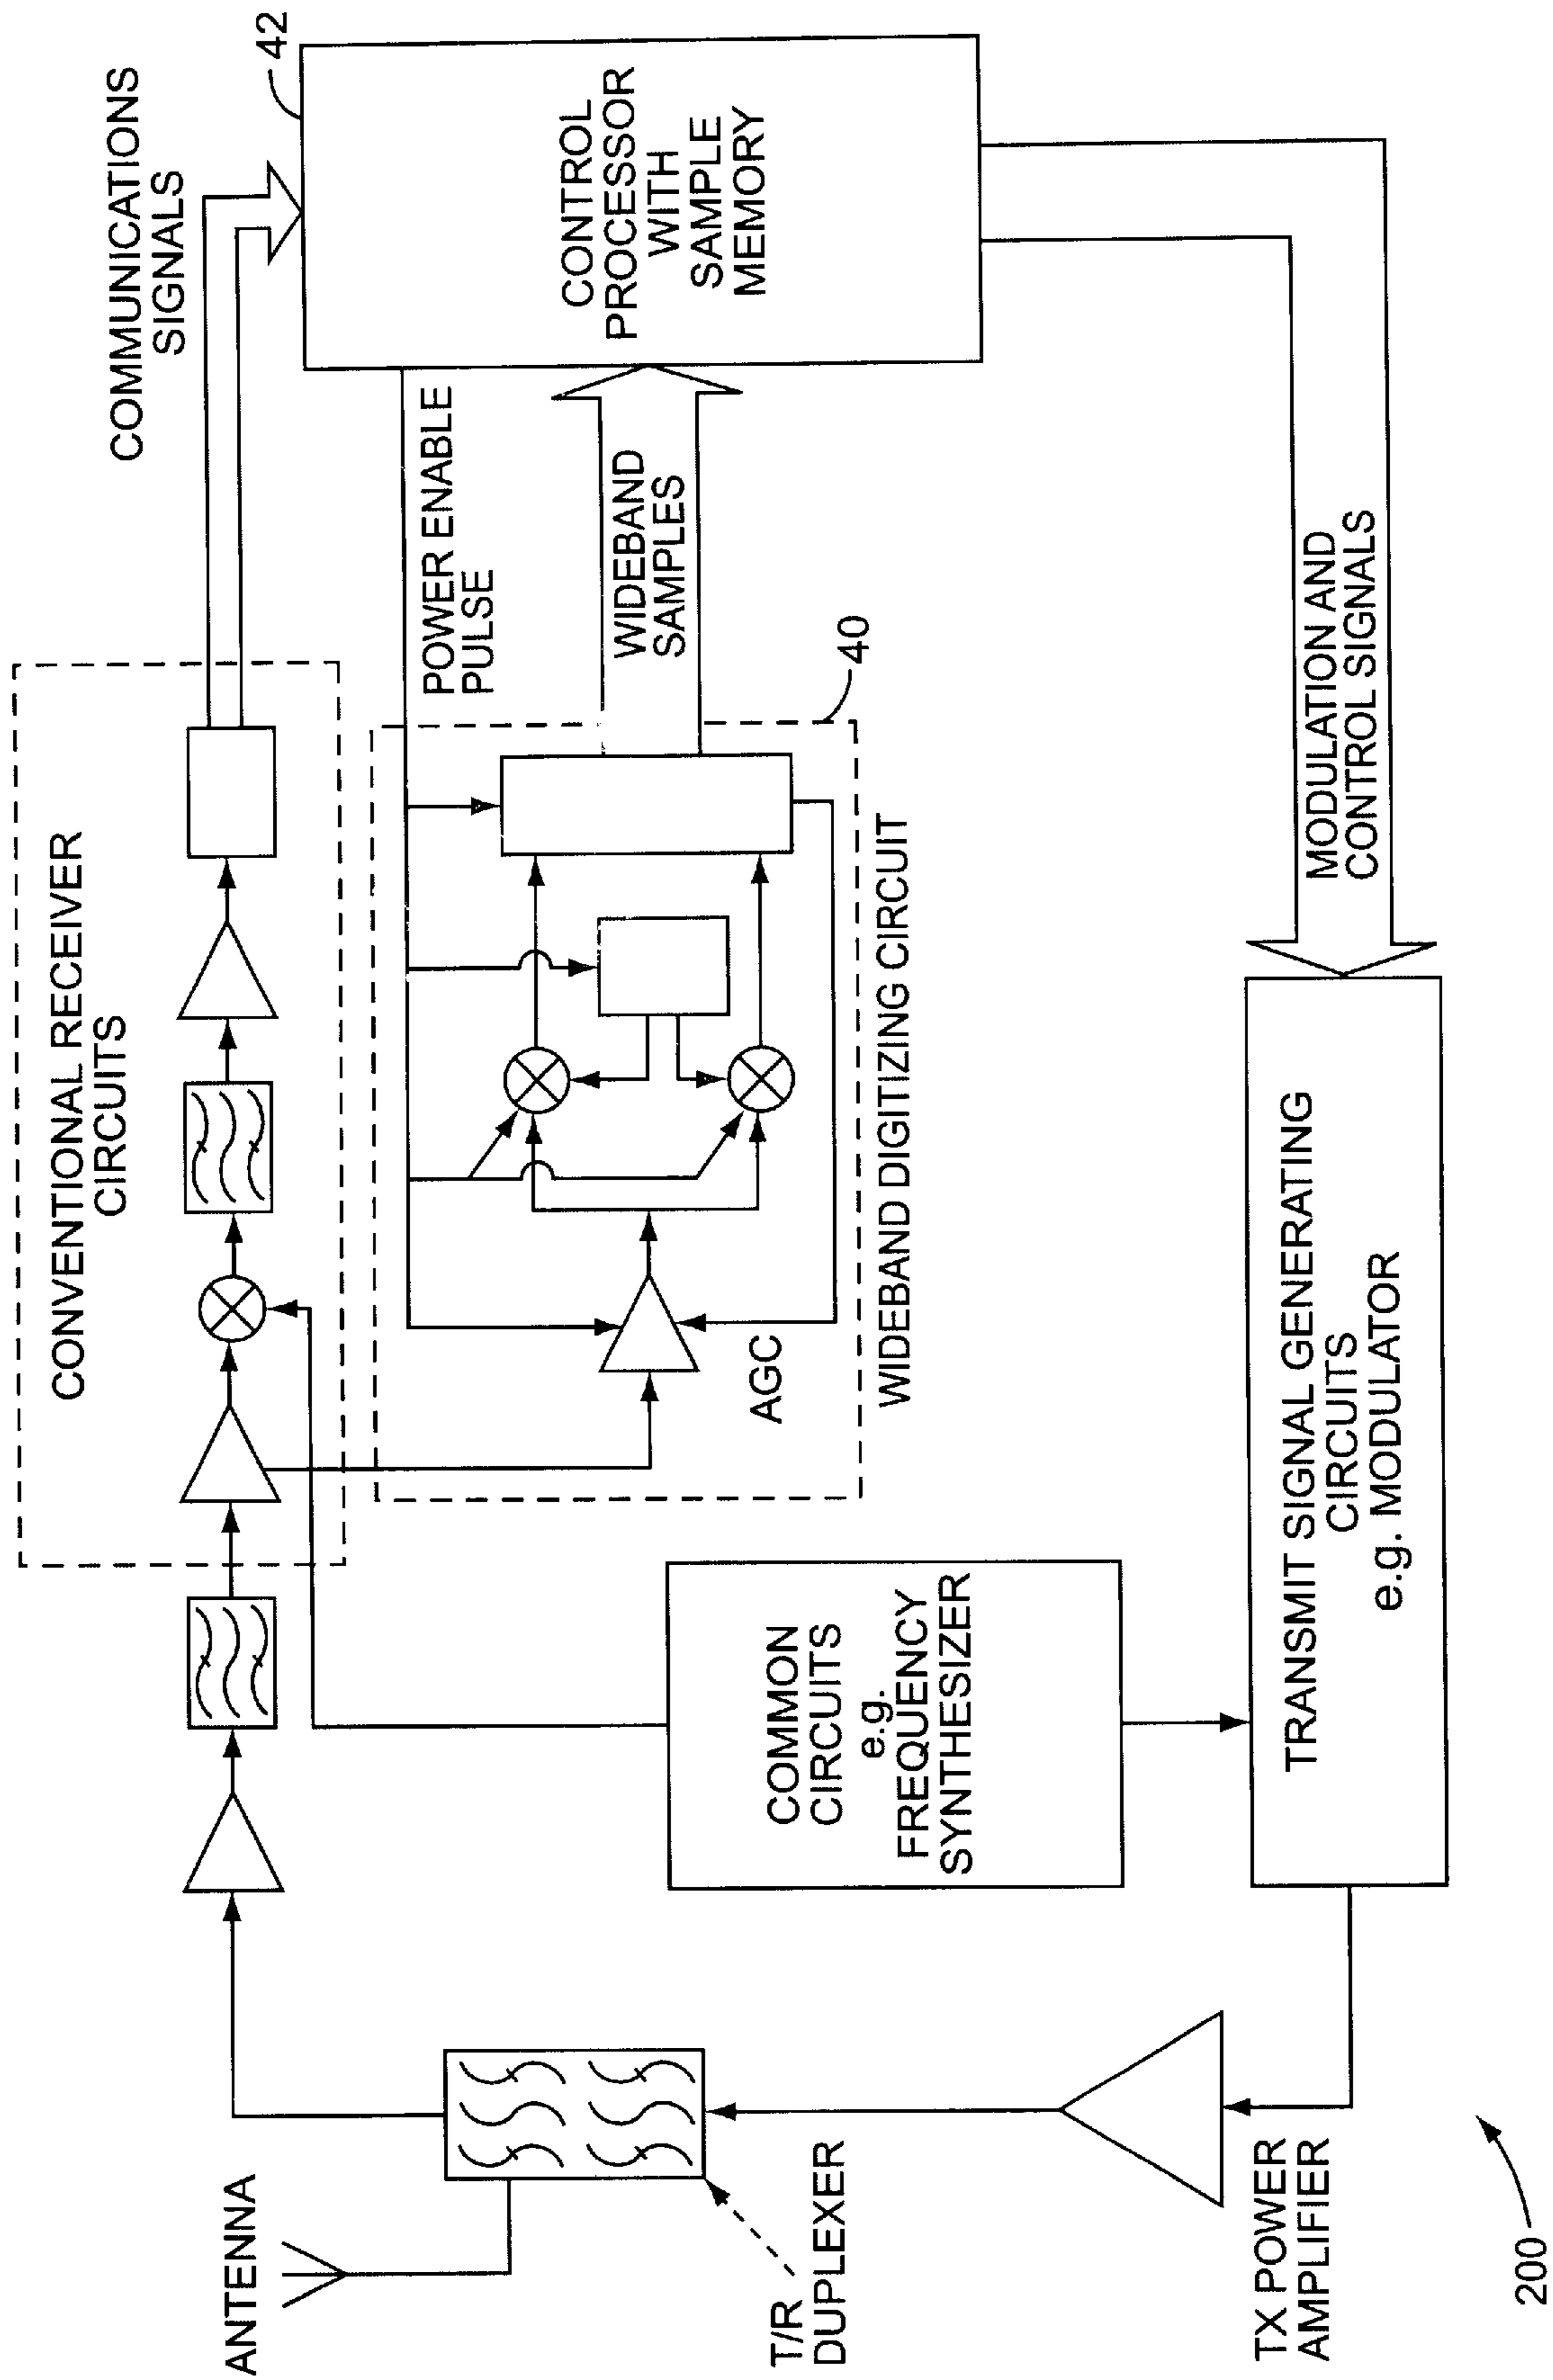 COMMUNICATIONS
SIGNALS
42
CONVENTIONAL RECEIVER
CIRCUITS
CONTROL
PROCESSOR
WITH
SAMPLE
MEMORY
POWER ENABLE
PULSE
WIDEBAND
SAMPLES
40
AGC
WIDEBAND DIGITIZING CIRCUIT
ANTENNA
T/R
DUPLEXER
COMMON
CIRCUITS
e.g.
FREQUENCY
SYNTHESIZER
MODULATION AND
CONTROL SIGNALS
TRANSMIT SIGNAL GENERATING
CIRCUITS
e.g. MODULATOR
TX POWER
AMPLIFIER
200